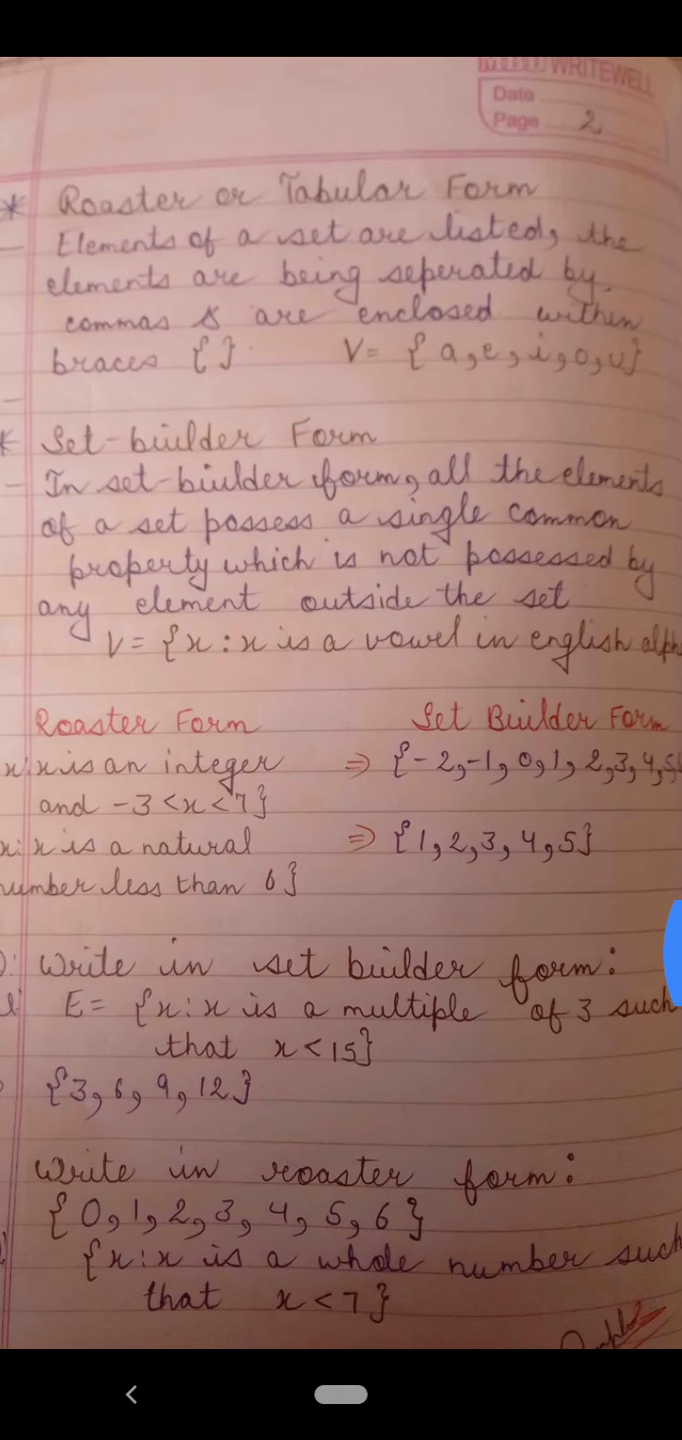 WRITEWELL
Date
Page 2
* Roaster or Tabular Form
– Elements of a set are listed, the
elements are being seperated by
commas & are enclosed within
braces { }. V = {a, e, i, o, u}
–
* Set-builder Form
– In set-biulder form, all the elements
of a set possess a single common
property which is not possessed by
any element outside the set
V = {x : x is a vowel in english alph
Roaster Form Set Builder Form
x : x is an integer ⇒ {-2, -1, 0, 1, 2, 3, 4, 5,
and -3 < x < 7}
x : x is a natural ⇒ {1, 2, 3, 4, 5}
number less than 6}
Write in set builder form:
E = {x : x is a multiple of 3 such
that x < 15}
{3, 6, 9, 12}
Write in roaster form:
{0, 1, 2, 3, 4, 5, 6}
{x : x is a whole number such
that x < 7}